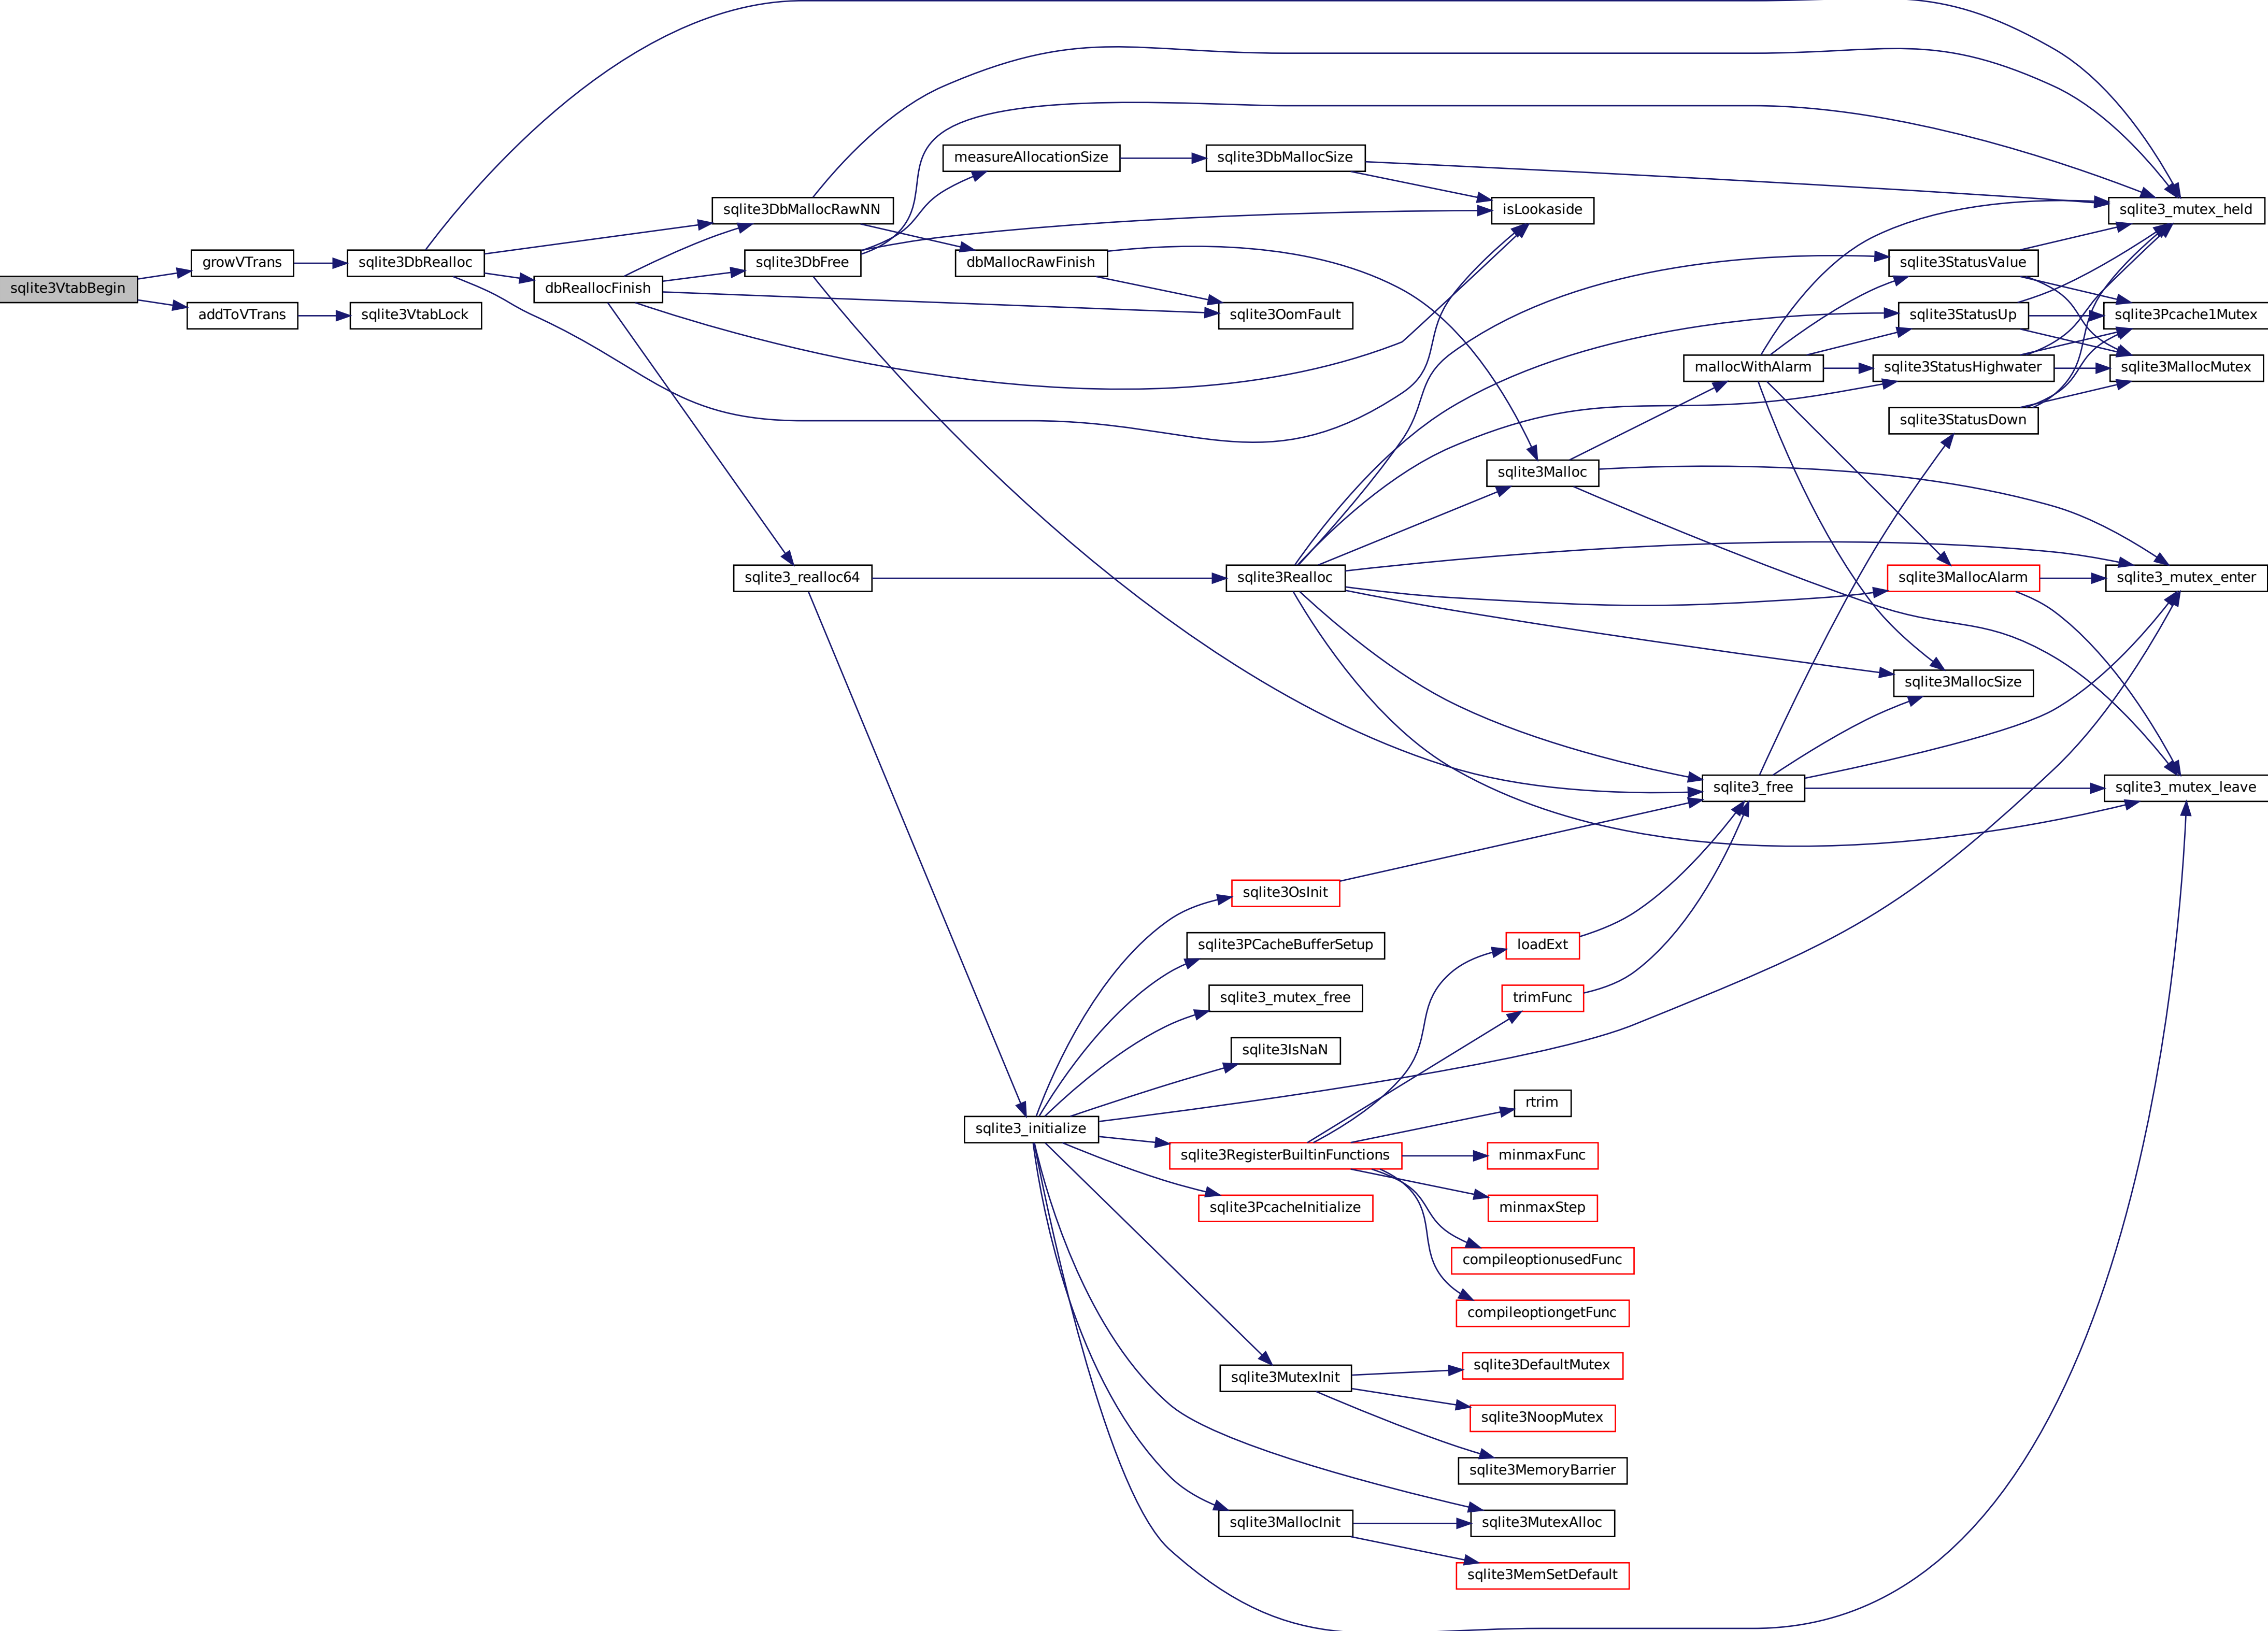 measureAllocationSize
sqlite3DbMallocSize
sqlite3DbMallocRawNN
isLookaside
sqlite3_mutex_held
growVTrans
sqlite3DbRealloc
sqlite3DbFree
dbMallocRawFinish
sqlite3StatusValue
sqlite3VtabBegin
dbReallocFinish
addToVTrans
sqlite3VtabLock
sqlite3OomFault
sqlite3StatusUp
sqlite3Pcache1Mutex
mallocWithAlarm
sqlite3StatusHighwater
sqlite3MallocMutex
sqlite3StatusDown
sqlite3Malloc
sqlite3_realloc64
sqlite3Realloc
sqlite3MallocAlarm
sqlite3_mutex_enter
sqlite3MallocSize
sqlite3_free
sqlite3_mutex_leave
sqlite3OsInit
sqlite3PCacheBufferSetup
loadExt
sqlite3_mutex_free
trimFunc
sqlite3IsNaN
rtrim
sqlite3_initialize
sqlite3RegisterBuiltinFunctions
minmaxFunc
sqlite3PcacheInitialize
minmaxStep
compileoptionusedFunc
compileoptiongetFunc
sqlite3MutexInit
sqlite3DefaultMutex
sqlite3NoopMutex
sqlite3MemoryBarrier
sqlite3MallocInit
sqlite3MutexAlloc
sqlite3MemSetDefault